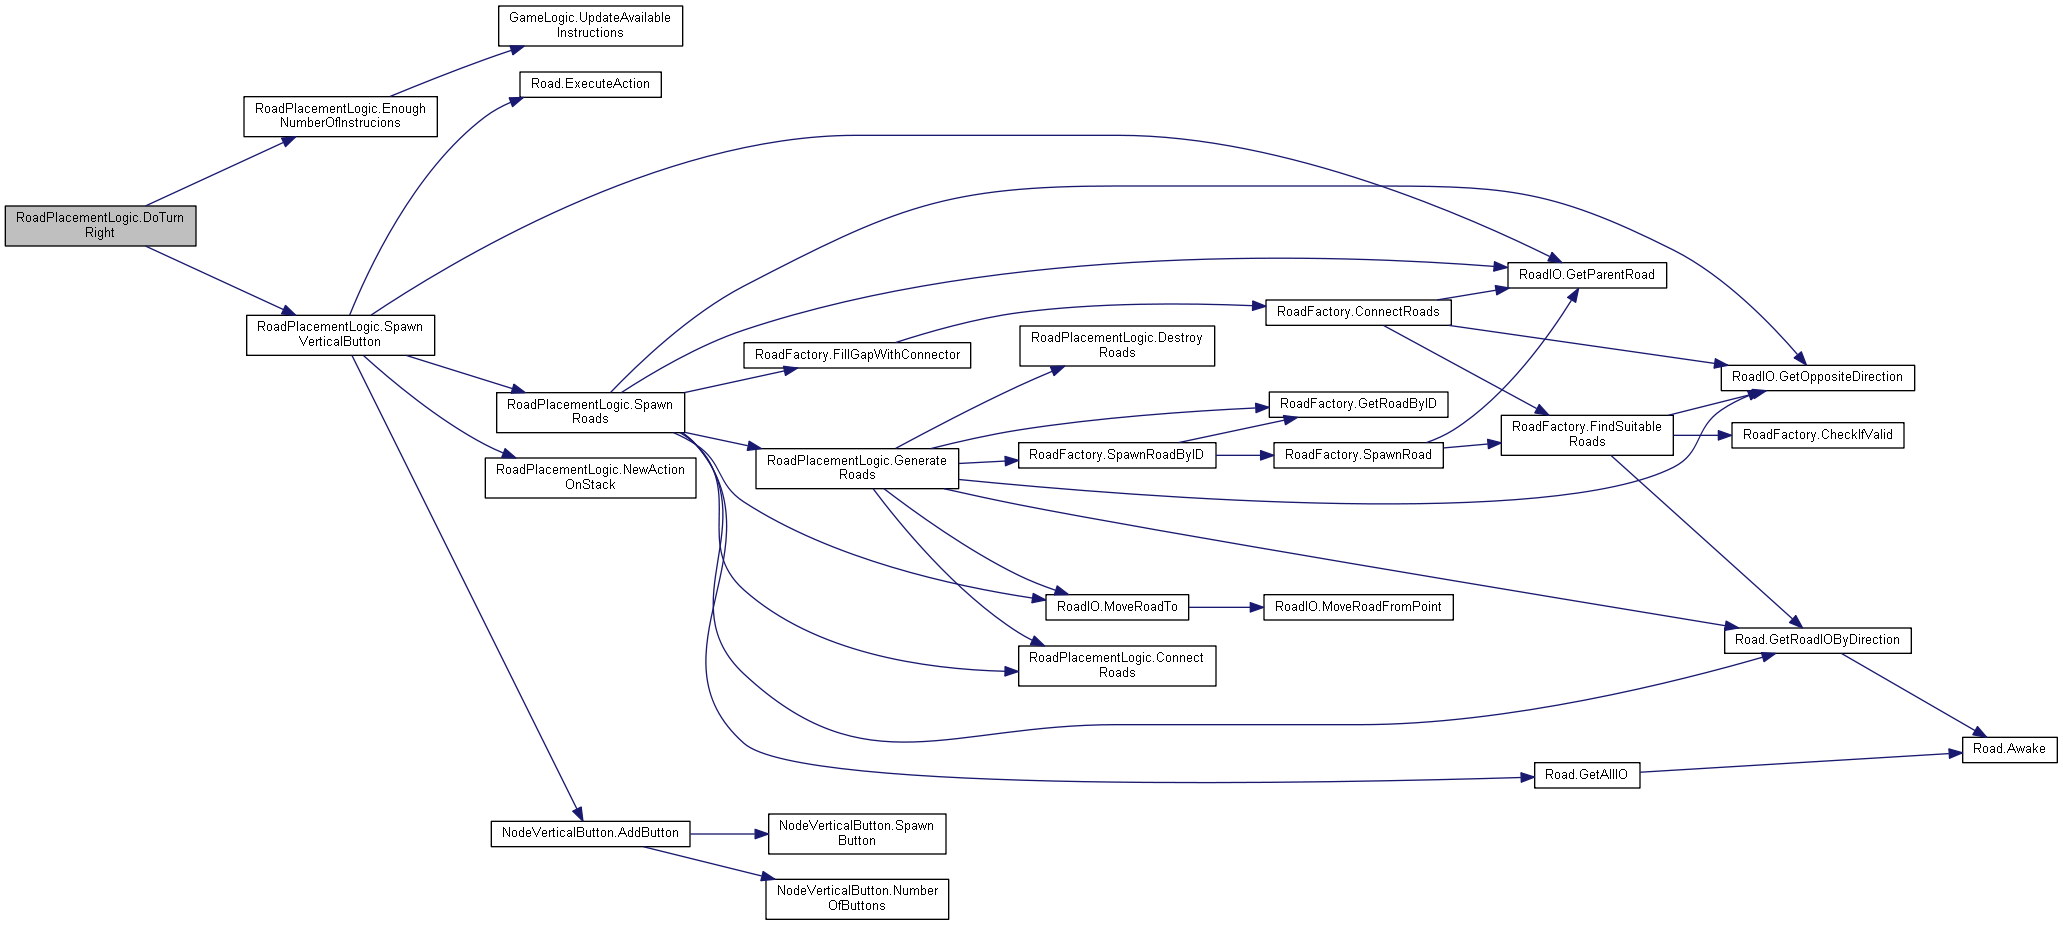 GameLogic.UpdateAvailable
Instructions
Road.ExecuteAction
RoadPlacementLogic.Enough
NumberOfInstrucions
RoadPlacementLogic.DoTurn
Right
RoadIO.GetParentRoad
RoadFactory.ConnectRoads
RoadPlacementLogic.Spawn
VerticalButton
RoadPlacementLogic.Destroy
Roads
RoadFactory.FillGapWithConnector
RoadIO.GetOppositeDirection
RoadPlacementLogic.Spawn
Roads
RoadFactory.GetRoadByID
RoadFactory.FindSuitable
Roads
RoadFactory.CheckIfValid
RoadPlacementLogic.Generate
Roads
RoadFactory.SpawnRoadByID
RoadFactory.SpawnRoad
RoadPlacementLogic.NewAction
OnStack
RoadIO.MoveRoadTo
RoadIO.MoveRoadFromPoint
Road.GetRoadIOByDirection
RoadPlacementLogic.Connect
Roads
Road.Awake
Road.GetAllIO
NodeVerticalButton.AddButton
NodeVerticalButton.Spawn
Button
NodeVerticalButton.Number
OfButtons